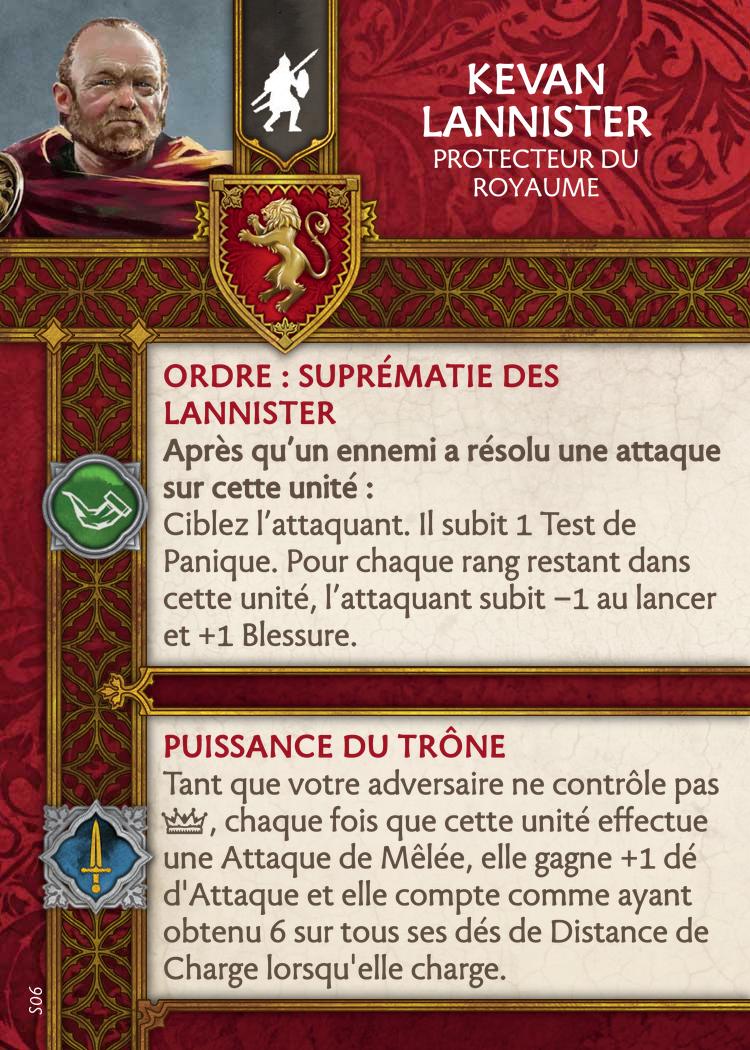 KEVAN
LANNISTER
PROTECTEUR DU
ROYAUME
ORDRE : SUPRÉMATIE DES
LANNISTER
Après qu’un ennemi a résolu une attaque
sur cette unité :
Ciblez l’attaquant. Il subit 1 Test de
Panique. Pour chaque rang restant dans
cette unité, l’attaquant subit –1 au lancer
et +1 Blessure.
PUISSANCE DU TRÔNE
Tant que votre adversaire ne contrôle pas
, chaque fois que cette unité effectue
une Attaque de Mêlée, elle gagne +1 dé
d'Attaque et elle compte comme ayant
obtenu 6 sur tous ses dés de Distance de
Charge lorsqu'elle charge.
S06